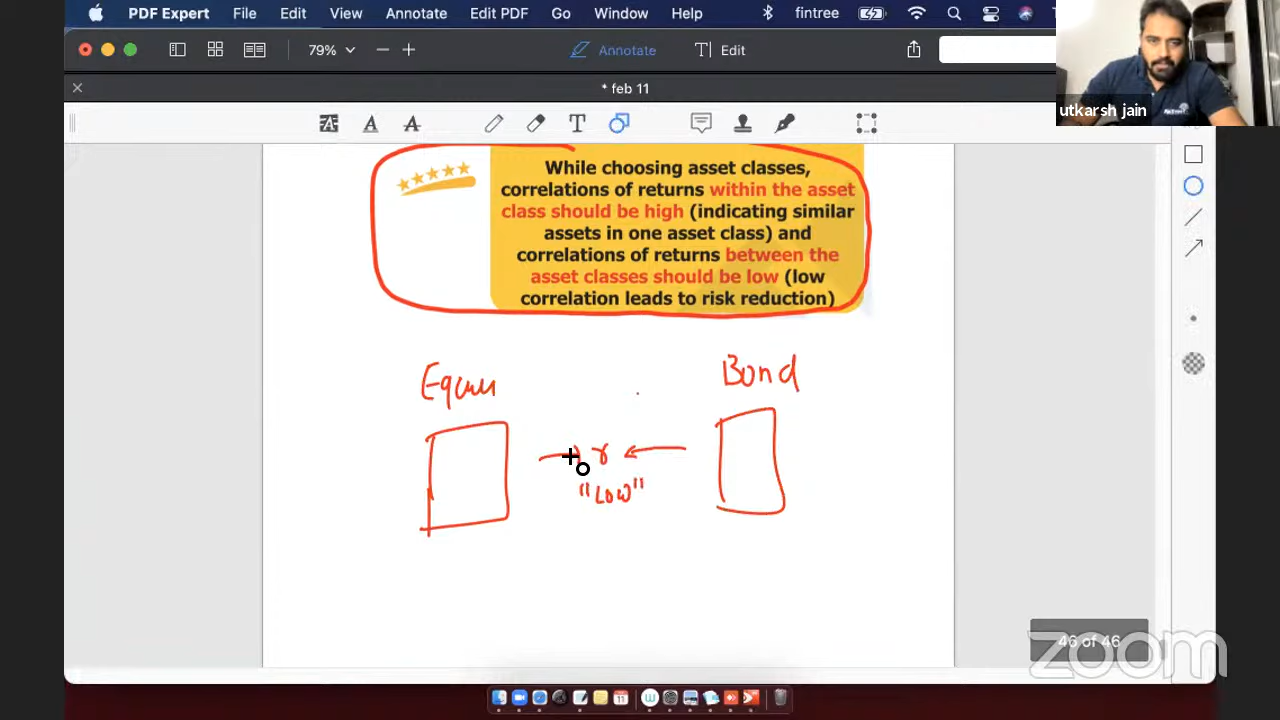 PDF Expert File Edit View Annotate Edit PDF Go Window Help fintree
79% Annotate T Edit
* feb 11
utkarsh jain
While choosing asset classes,
correlations of returns within the asset
class should be high (indicating similar
assets in one asset class) and
correlations of returns between the
asset classes should be low (low
correlation leads to risk reduction)
Bond
r
"Low"
46 of 46
zoom